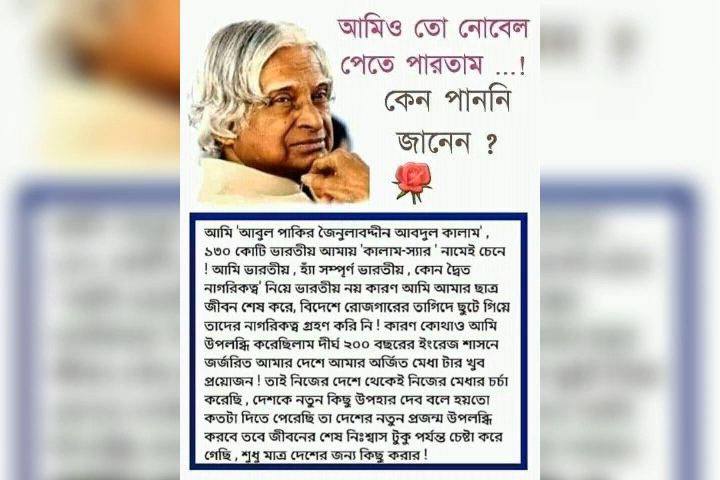 আমিও তো নোবেল
পেতে পারতাম ...!
কেন পাননি
জানেন ?
আমি 'আবুল পাকির জৈনুলাবদ্দীন আবদুল কালাম' ,
১৩০ কোটি ভারতীয় আমায় 'কালাম-স্যার ' নামেই চেনে
! আমি ভারতীয় , হ্যাঁ সম্পূর্ণ ভারতীয় , কোন দ্বৈত
নাগরিকত্ব' নিয়ে ভারতীয় নয় কারণ আমি আমার ছাত্র
জীবন শেষ করে, বিদেশে রোজগারের তাগিদে ছুটে গিয়ে
তাদের নাগরিকত্ব গ্রহণ করি নি ! কারণ কোথাও আমি
উপলব্ধি করেছিলাম দীর্ঘ ২০০ বছরের ইংরেজ শাসনে
জর্জরিত আমার দেশে আমার অর্জিত মেধা টার খুব
প্রয়োজন ! তাই নিজের দেশে থেকেই নিজের মেধার চর্চা
করেছি , দেশকে নতুন কিছু উপহার দেব বলে হয়তো
কতটা দিতে পেরেছি তা দেশের নতুন প্রজন্ম উপলব্ধি
করবে তবে জীবনের শেষ নিঃশ্বাস টুকু পর্যন্ত চেষ্টা করে
গেছি , শুধু মাত্র দেশের জন্য কিছু করার !